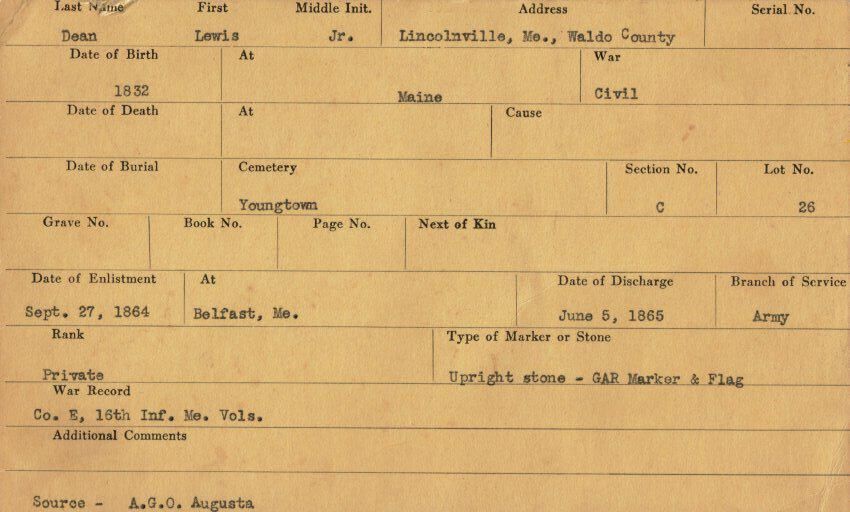 Last Name First Middle Init. Address Serial No.
Dean Lewis Jr. Lincolnville, Me., Waldo County
Date of Birth At War
1832 Maine Civil
Date of Death At Cause
Date of Burial Cemetery Section No. Lot No.
Youngtown C 26
Grave No. Book No. Page No. Next of Kin
Date of Enlistment At Date of Discharge Branch of Service
Sept. 27, 1864 Belfast, Me. June 5, 1865 Army
Rank Type of Marker or Stone
Private Upright stone - GAR Marker & Flag
War Record
Co. E, 16th Inf. Me. Vols.
Additional Comments
Source - A.G.O. Augusta